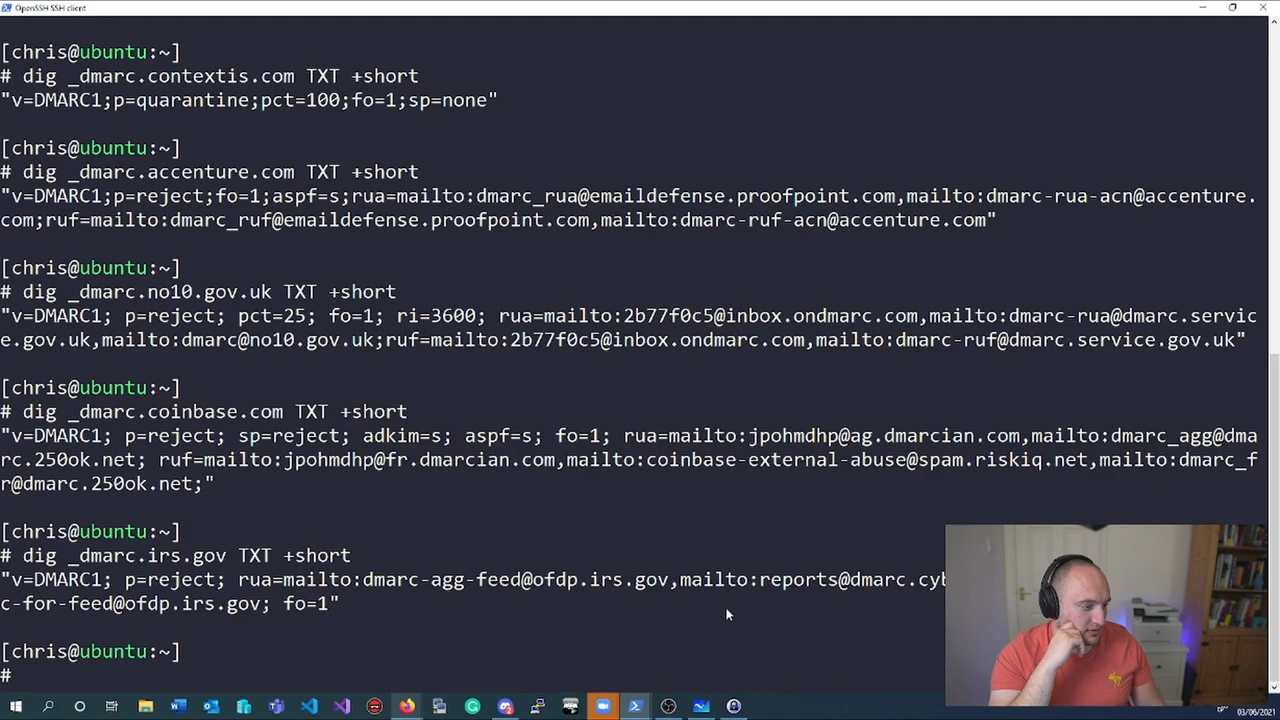 OpenSSH SSH client
[chris@ubuntu:~]
# dig _dmarc.contextis.com TXT +short
"v=DMARC1;p=quarantine;pct=100;fo=1;sp=none"
[chris@ubuntu:~]
# dig _dmarc.accenture.com TXT +short
"v=DMARC1;p=reject;fo=1;aspf=s;rua=mailto:dmarc_rua@emaildefense.proofpoint.com,mailto:dmarc-rua-acn@accenture.
com;ruf=mailto:dmarc_ruf@emaildefense.proofpoint.com,mailto:dmarc-ruf-acn@accenture.com"
[chris@ubuntu:~]
# dig _dmarc.no10.gov.uk TXT +short
"v=DMARC1; p=reject; pct=25; fo=1; ri=3600; rua=mailto:2b77f0c5@inbox.ondmarc.com,mailto:dmarc-rua@dmarc.servic
e.gov.uk,mailto:dmarc@no10.gov.uk;ruf=mailto:2b77f0c5@inbox.ondmarc.com,mailto:dmarc-ruf@dmarc.service.gov.uk"
[chris@ubuntu:~]
# dig _dmarc.coinbase.com TXT +short
"v=DMARC1; p=reject; sp=reject; adkim=s; aspf=s; fo=1; rua=mailto:jpohmdhp@ag.dmarcian.com,mailto:dmarc_agg@dma
rc.250ok.net; ruf=mailto:jpohmdhp@fr.dmarcian.com,mailto:coinbase-external-abuse@spam.riskiq.net,mailto:dmarc_f
r@dmarc.250ok.net;"
[chris@ubuntu:~]
# dig _dmarc.irs.gov TXT +short
"v=DMARC1; p=reject; rua=mailto:dmarc-agg-feed@ofdp.irs.gov,mailto:reports@dmarc.cyb
c-for-feed@ofdp.irs.gov; fo=1"
[chris@ubuntu:~]
#
03/06/2021